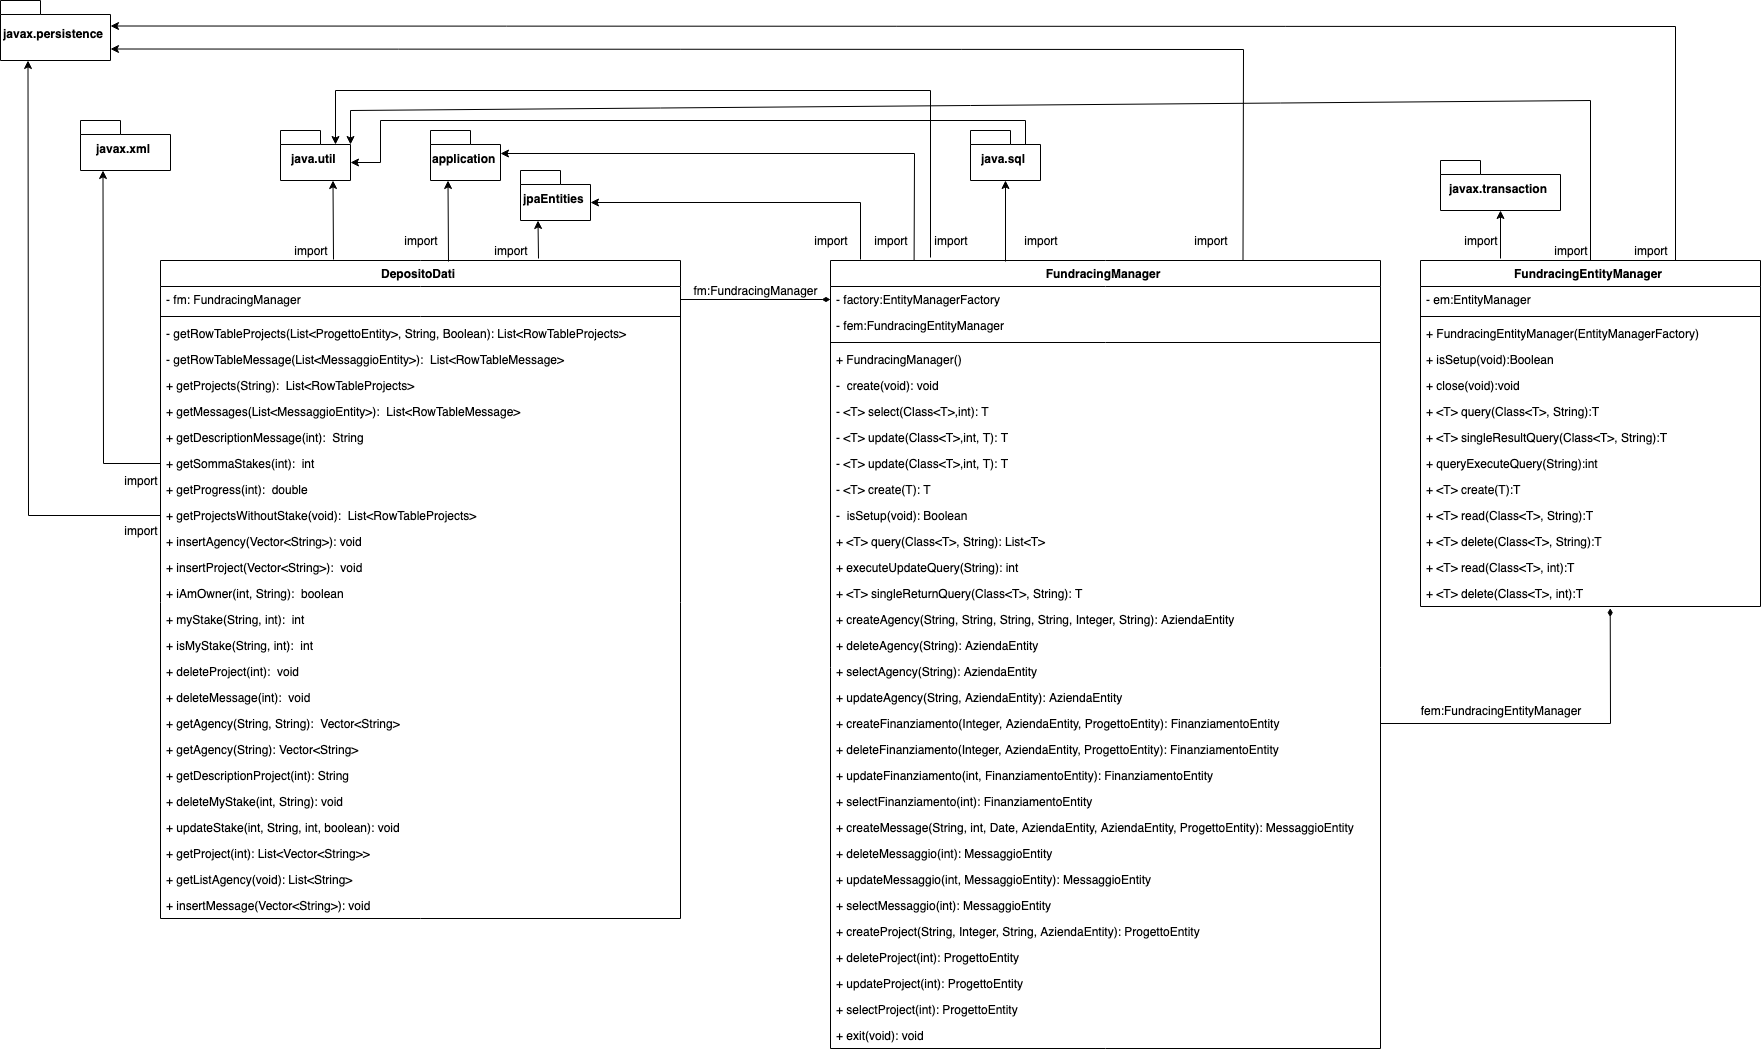 javax.persistence
javax.xml
java.util
application
java.sql
jpaEntities
javax.transaction
import
import
import
import
import
import
import
import
import
import
import
import
import
DepositoDati
- fm: FundracingManager
- getRowTableProjects(List<ProgettoEntity>, String, Boolean): List<RowTableProjects>
- getRowTableMessage(List<MessaggioEntity>):  List<RowTableMessage>
+ getProjects(String):  List<RowTableProjects>
+ getMessages(List<MessaggioEntity>):  List<RowTableMessage>
+ getDescriptionMessage(int):  String
+ getSommaStakes(int):  int
+ getProgress(int):  double
+ getProjectsWithoutStake(void):  List<RowTableProjects>
+ insertAgency(Vector<String>): void
+ insertProject(Vector<String>):  void
+ iAmOwner(int, String):  boolean
+ myStake(String, int):  int
+ isMyStake(String, int):  int
+ deleteProject(int):  void
+ deleteMessage(int):  void
+ getAgency(String, String):  Vector<String>
+ getAgency(String): Vector<String>
+ getDescriptionProject(int): String
+ deleteMyStake(int, String): void
+ updateStake(int, String, int, boolean): void
+ getProject(int): List<Vector<String>>
+ getListAgency(void): List<String>
+ insertMessage(Vector<String>): void
fm:FundracingManager
FundracingManager
- factory:EntityManagerFactory
- fem:FundracingEntityManager
+ FundracingManager()
-  create(void): void
- <T> select(Class<T>,int): T
- <T> update(Class<T>,int, T): T
- <T> update(Class<T>,int, T): T
- <T> create(T): T
-  isSetup(void): Boolean
+ <T> query(Class<T>, String): List<T>
+ executeUpdateQuery(String): int
+ <T> singleReturnQuery(Class<T>, String): T
+ createAgency(String, String, String, String, Integer, String): AziendaEntity
+ deleteAgency(String): AziendaEntity
+ selectAgency(String): AziendaEntity
+ updateAgency(String, AziendaEntity): AziendaEntity
+ createFinanziamento(Integer, AziendaEntity, ProgettoEntity): FinanziamentoEntity
+ deleteFinanziamento(Integer, AziendaEntity, ProgettoEntity): FinanziamentoEntity
+ updateFinanziamento(int, FinanziamentoEntity): FinanziamentoEntity
+ selectFinanziamento(int): FinanziamentoEntity
+ createMessage(String, int, Date, AziendaEntity, AziendaEntity, ProgettoEntity): MessaggioEntity
+ deleteMessaggio(int): MessaggioEntity
+ updateMessaggio(int, MessaggioEntity): MessaggioEntity
+ selectMessaggio(int): MessaggioEntity
+ createProject(String, Integer, String, AziendaEntity): ProgettoEntity
+ deleteProject(int): ProgettoEntity
+ updateProject(int): ProgettoEntity
+ selectProject(int): ProgettoEntity
+ exit(void): void
fem:FundracingEntityManager
FundracingEntityManager
- em:EntityManager
+ FundracingEntityManager(EntityManagerFactory)
+ isSetup(void):Boolean
+ close(void):void
+ <T> query(Class<T>, String):T
+ <T> singleResultQuery(Class<T>, String):T
+ queryExecuteQuery(String):int
+ <T> create(T):T
+ <T> read(Class<T>, String):T
+ <T> delete(Class<T>, String):T
+ <T> read(Class<T>, int):T
+ <T> delete(Class<T>, int):T